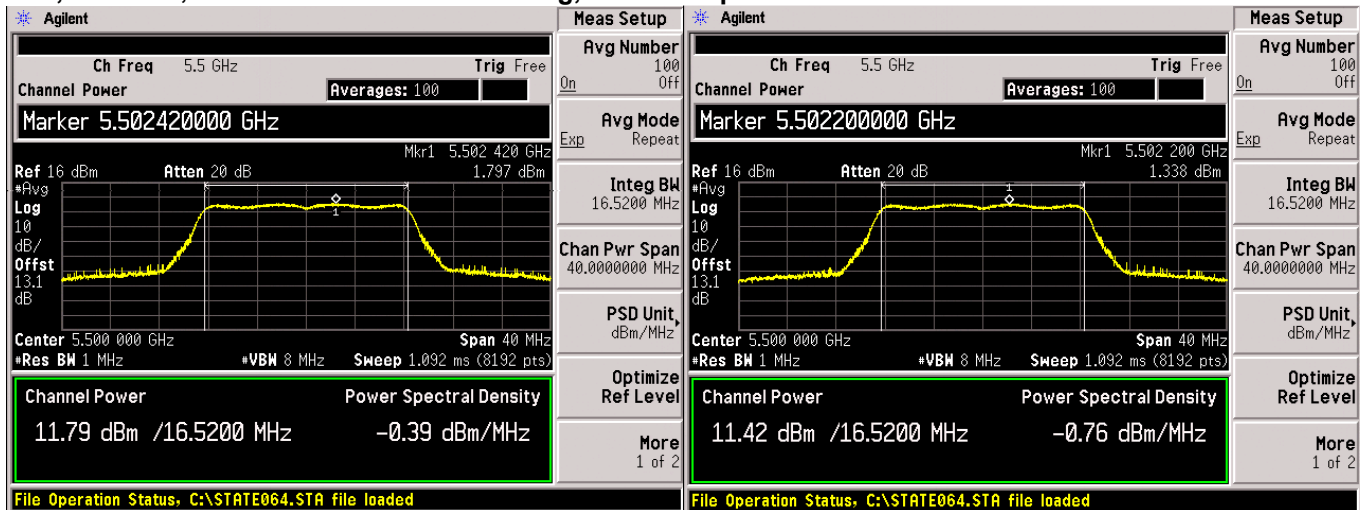 Agilent
Meas Setup
Ch Freq 5.5 GHz Trig Free
Channel Power Averages: 100
Marker 5.502420000 GHz
Mkr1 5.502 420 GHz
Ref 16 dBm Atten 20 dB 1.797 dBm
#Avg
Log
10
dB/
Offst
13.1
dB
1
Center 5.500 000 GHz Span 40 MHz
#Res BW 1 MHz #VBW 8 MHz Sweep 1.092 ms (8192 pts)
Channel Power Power Spectral Density
11.79 dBm /16.5200 MHz -0.39 dBm/MHz
File Operation Status, C:\STATE064.STA file loaded
Avg Number
100
On Off
Avg Mode
Exp Repeat
Integ BW
16.5200 MHz
Chan Pwr Span
40.0000000 MHz
PSD Unit
dBm/MHz
Optimize
Ref Level
More
1 of 2
Agilent
Meas Setup
Ch Freq 5.5 GHz Trig Free
Channel Power Averages: 100
Marker 5.502200000 GHz
Mkr1 5.502 200 GHz
Ref 16 dBm Atten 20 dB 1.338 dBm
#Avg
Log
10
dB/
Offst
13.1
dB
1
Center 5.500 000 GHz Span 40 MHz
#Res BW 1 MHz #VBW 8 MHz Sweep 1.092 ms (8192 pts)
Channel Power Power Spectral Density
11.42 dBm /16.5200 MHz -0.76 dBm/MHz
File Operation Status, C:\STATE064.STA file loaded
Avg Number
100
On Off
Avg Mode
Exp Repeat
Integ BW
16.5200 MHz
Chan Pwr Span
40.0000000 MHz
PSD Unit
dBm/MHz
Optimize
Ref Level
More
1 of 2